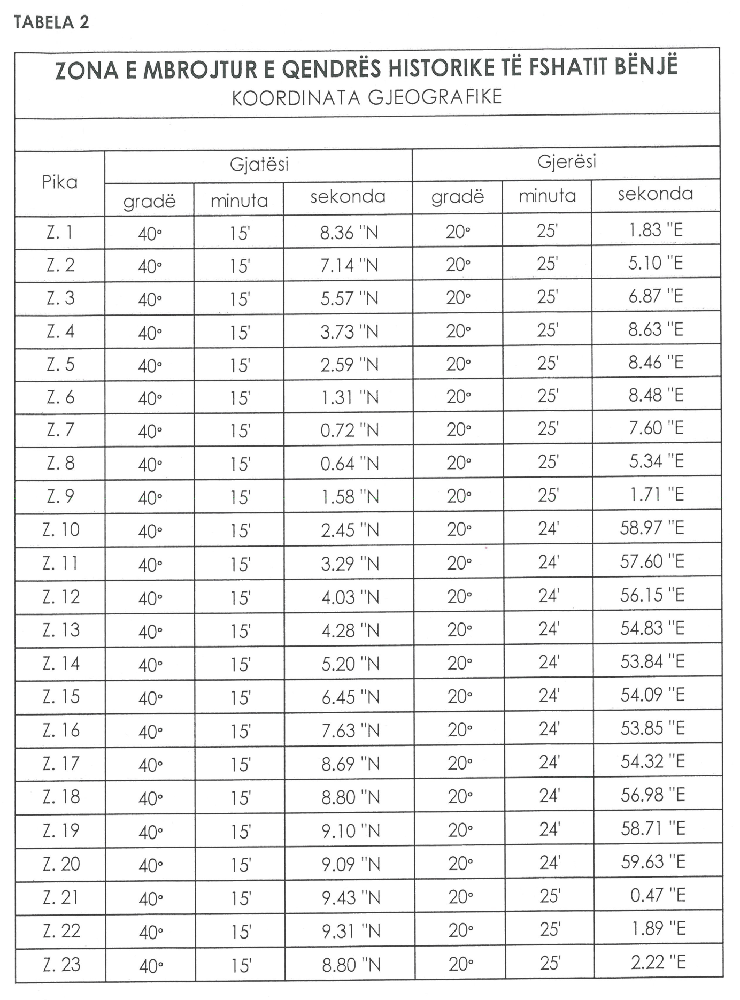 TABELA 2
ZONA E MBROJTUR E QENDRËS HISTORIKE TË FSHATIT BËNJË
KOORDINATA GJEOGRAFIKE
Pika Gjatësi Gjerësi
gradë minuta sekonda gradë minuta sekonda
Z. 1 40° 15' 8.36 "N 20° 25' 1.83 "E
Z. 2 40° 15' 7.14 "N 20° 25' 5.10 "E
Z. 3 40° 15' 5.57 "N 20° 25' 6.87 "E
Z. 4 40° 15' 3.73 "N 20° 25' 8.63 "E
Z. 5 40° 15' 2.59 "N 20° 25' 8.46 "E
Z. 6 40° 15' 1.31 "N 20° 25' 8.48 "E
Z. 7 40° 15' 0.72 "N 20° 25' 7.60 "E
Z. 8 40° 15' 0.64 "N 20° 25' 5.34 "E
Z. 9 40° 15' 1.58 "N 20° 25' 1.71 "E
Z. 10 40° 15' 2.45 "N 20° 24' 58.97 "E
Z. 11 40° 15' 3.29 "N 20° 24' 57.60 "E
Z. 12 40° 15' 4.03 "N 20° 24' 56.15 "E
Z. 13 40° 15' 4.28 "N 20° 24' 54.83 "E
Z. 14 40° 15' 5.20 "N 20° 24' 53.84 "E
Z. 15 40° 15' 6.45 "N 20° 24' 54.09 "E
Z. 16 40° 15' 7.63 "N 20° 24' 53.85 "E
Z. 17 40° 15' 8.69 "N 20° 24' 54.32 "E
Z. 18 40° 15' 8.80 "N 20° 24' 56.98 "E
Z. 19 40° 15' 9.10 "N 20° 24' 58.71 "E
Z. 20 40° 15' 9.09 "N 20° 24' 59.63 "E
Z. 21 40° 15' 9.43 "N 20° 25' 0.47 "E
Z. 22 40° 15' 9.31 "N 20° 25' 1.89 "E
Z. 23 40° 15' 8.80 "N 20° 25' 2.22 "E